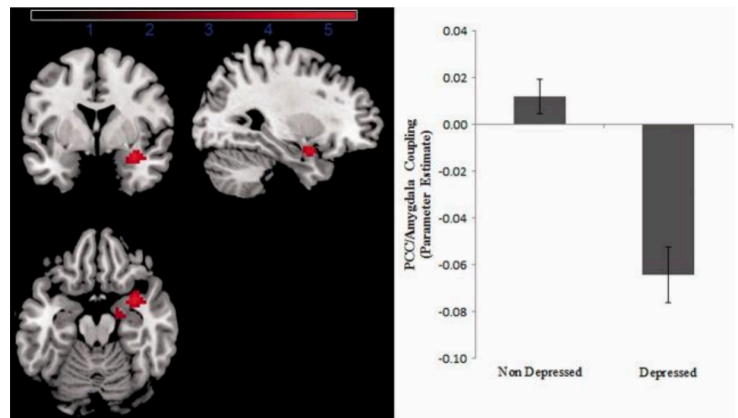 1 2 3 4 5
PCC/Amygdala Coupling
(Parameter Estimate)
0.04
0.02
0.00
-0.02
-0.04
-0.06
-0.08
-0.10
Non Depressed Depressed